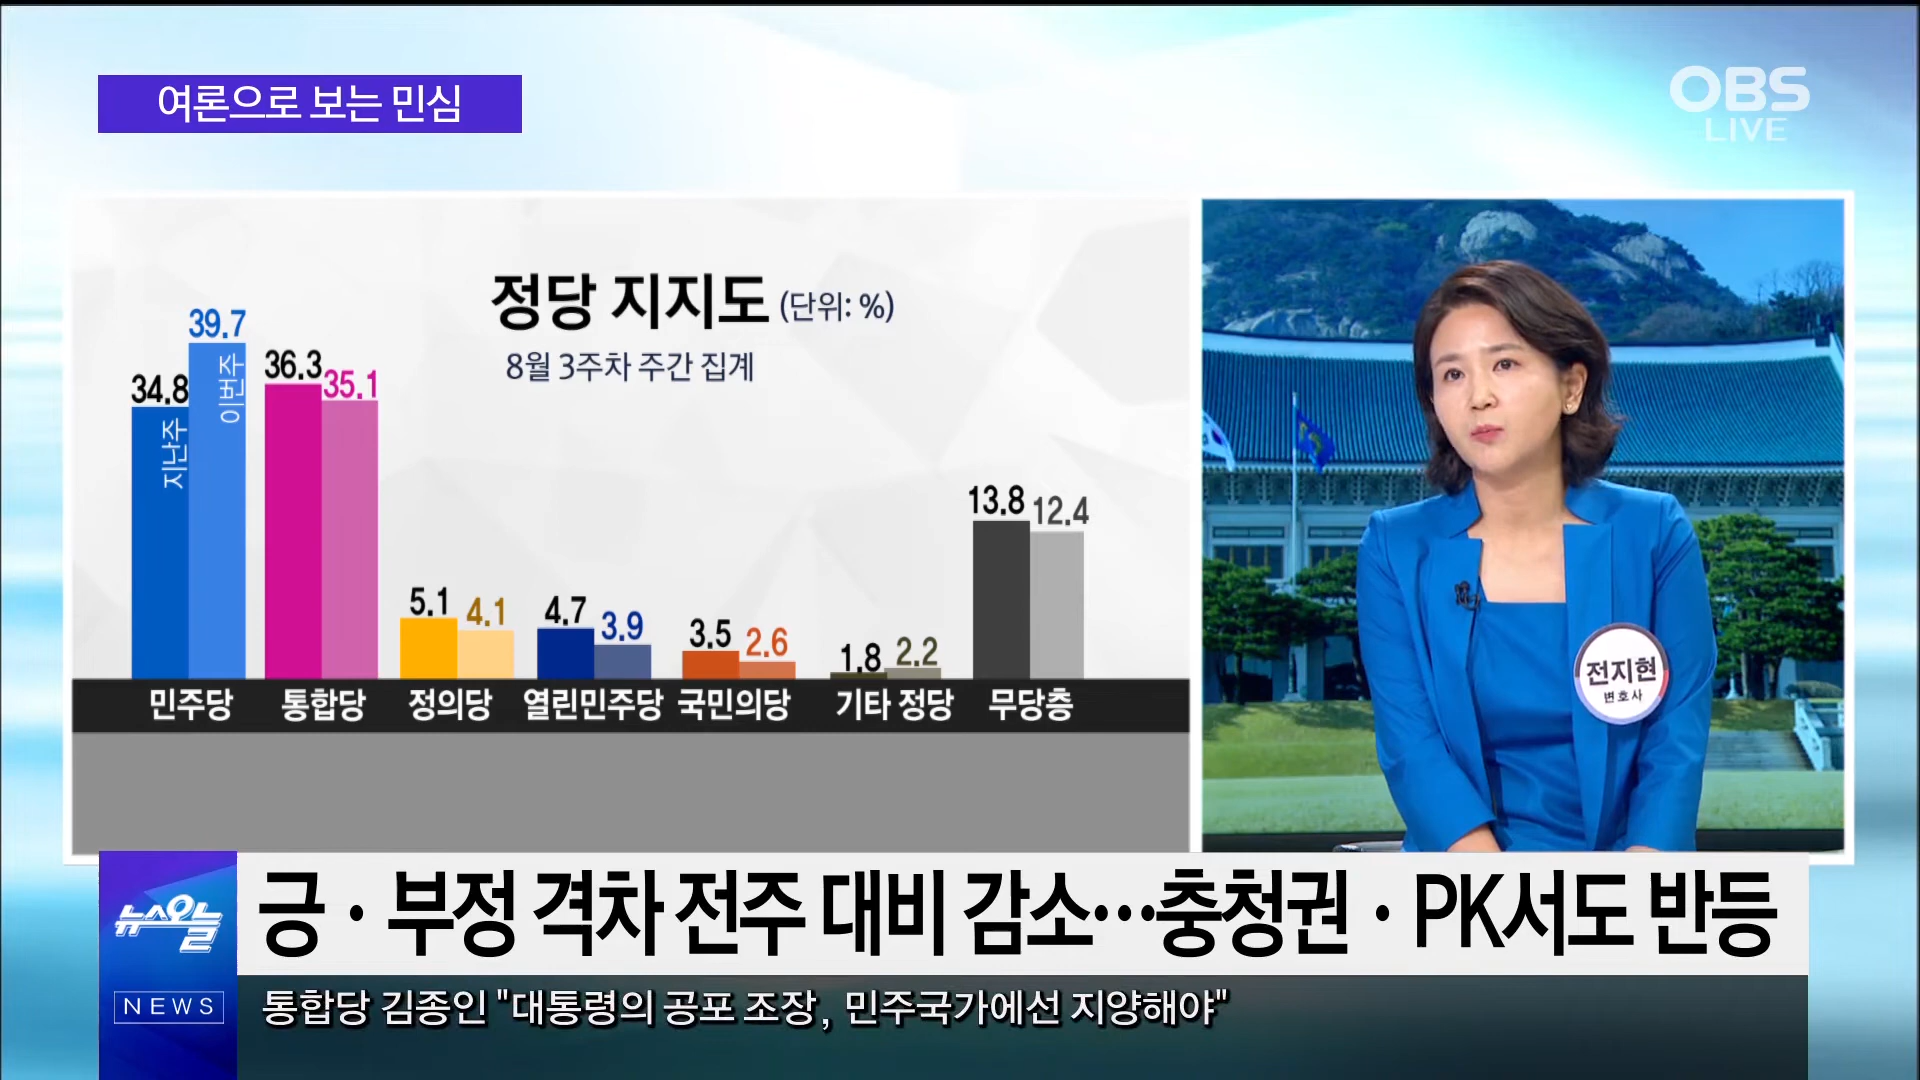 여론으로 보는 민심
OBS
LIVE
정당 지지도 (단위: %)
8월 3주차 주간 집계
34.8 39.7 36.3 35.1 5.1 4.1 4.7 3.9 3.5 2.6 1.8 2.2 13.8 12.4
지난주 이번주
민주당 통합당 정의당 열린민주당 국민의당 기타 정당 무당층
전지현
변호사
뉴스오늘
NEWS
긍·부정 격차 전주 대비 감소…충청권·PK서도 반등
통합당 김종인 "대통령의 공포 조장, 민주국가에선 지양해야"